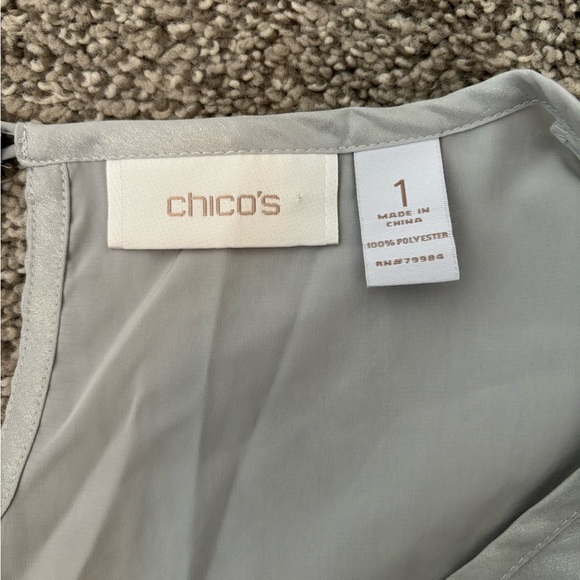 chico's
1
MADE IN
CHINA
100% POLYESTER
RN#79984